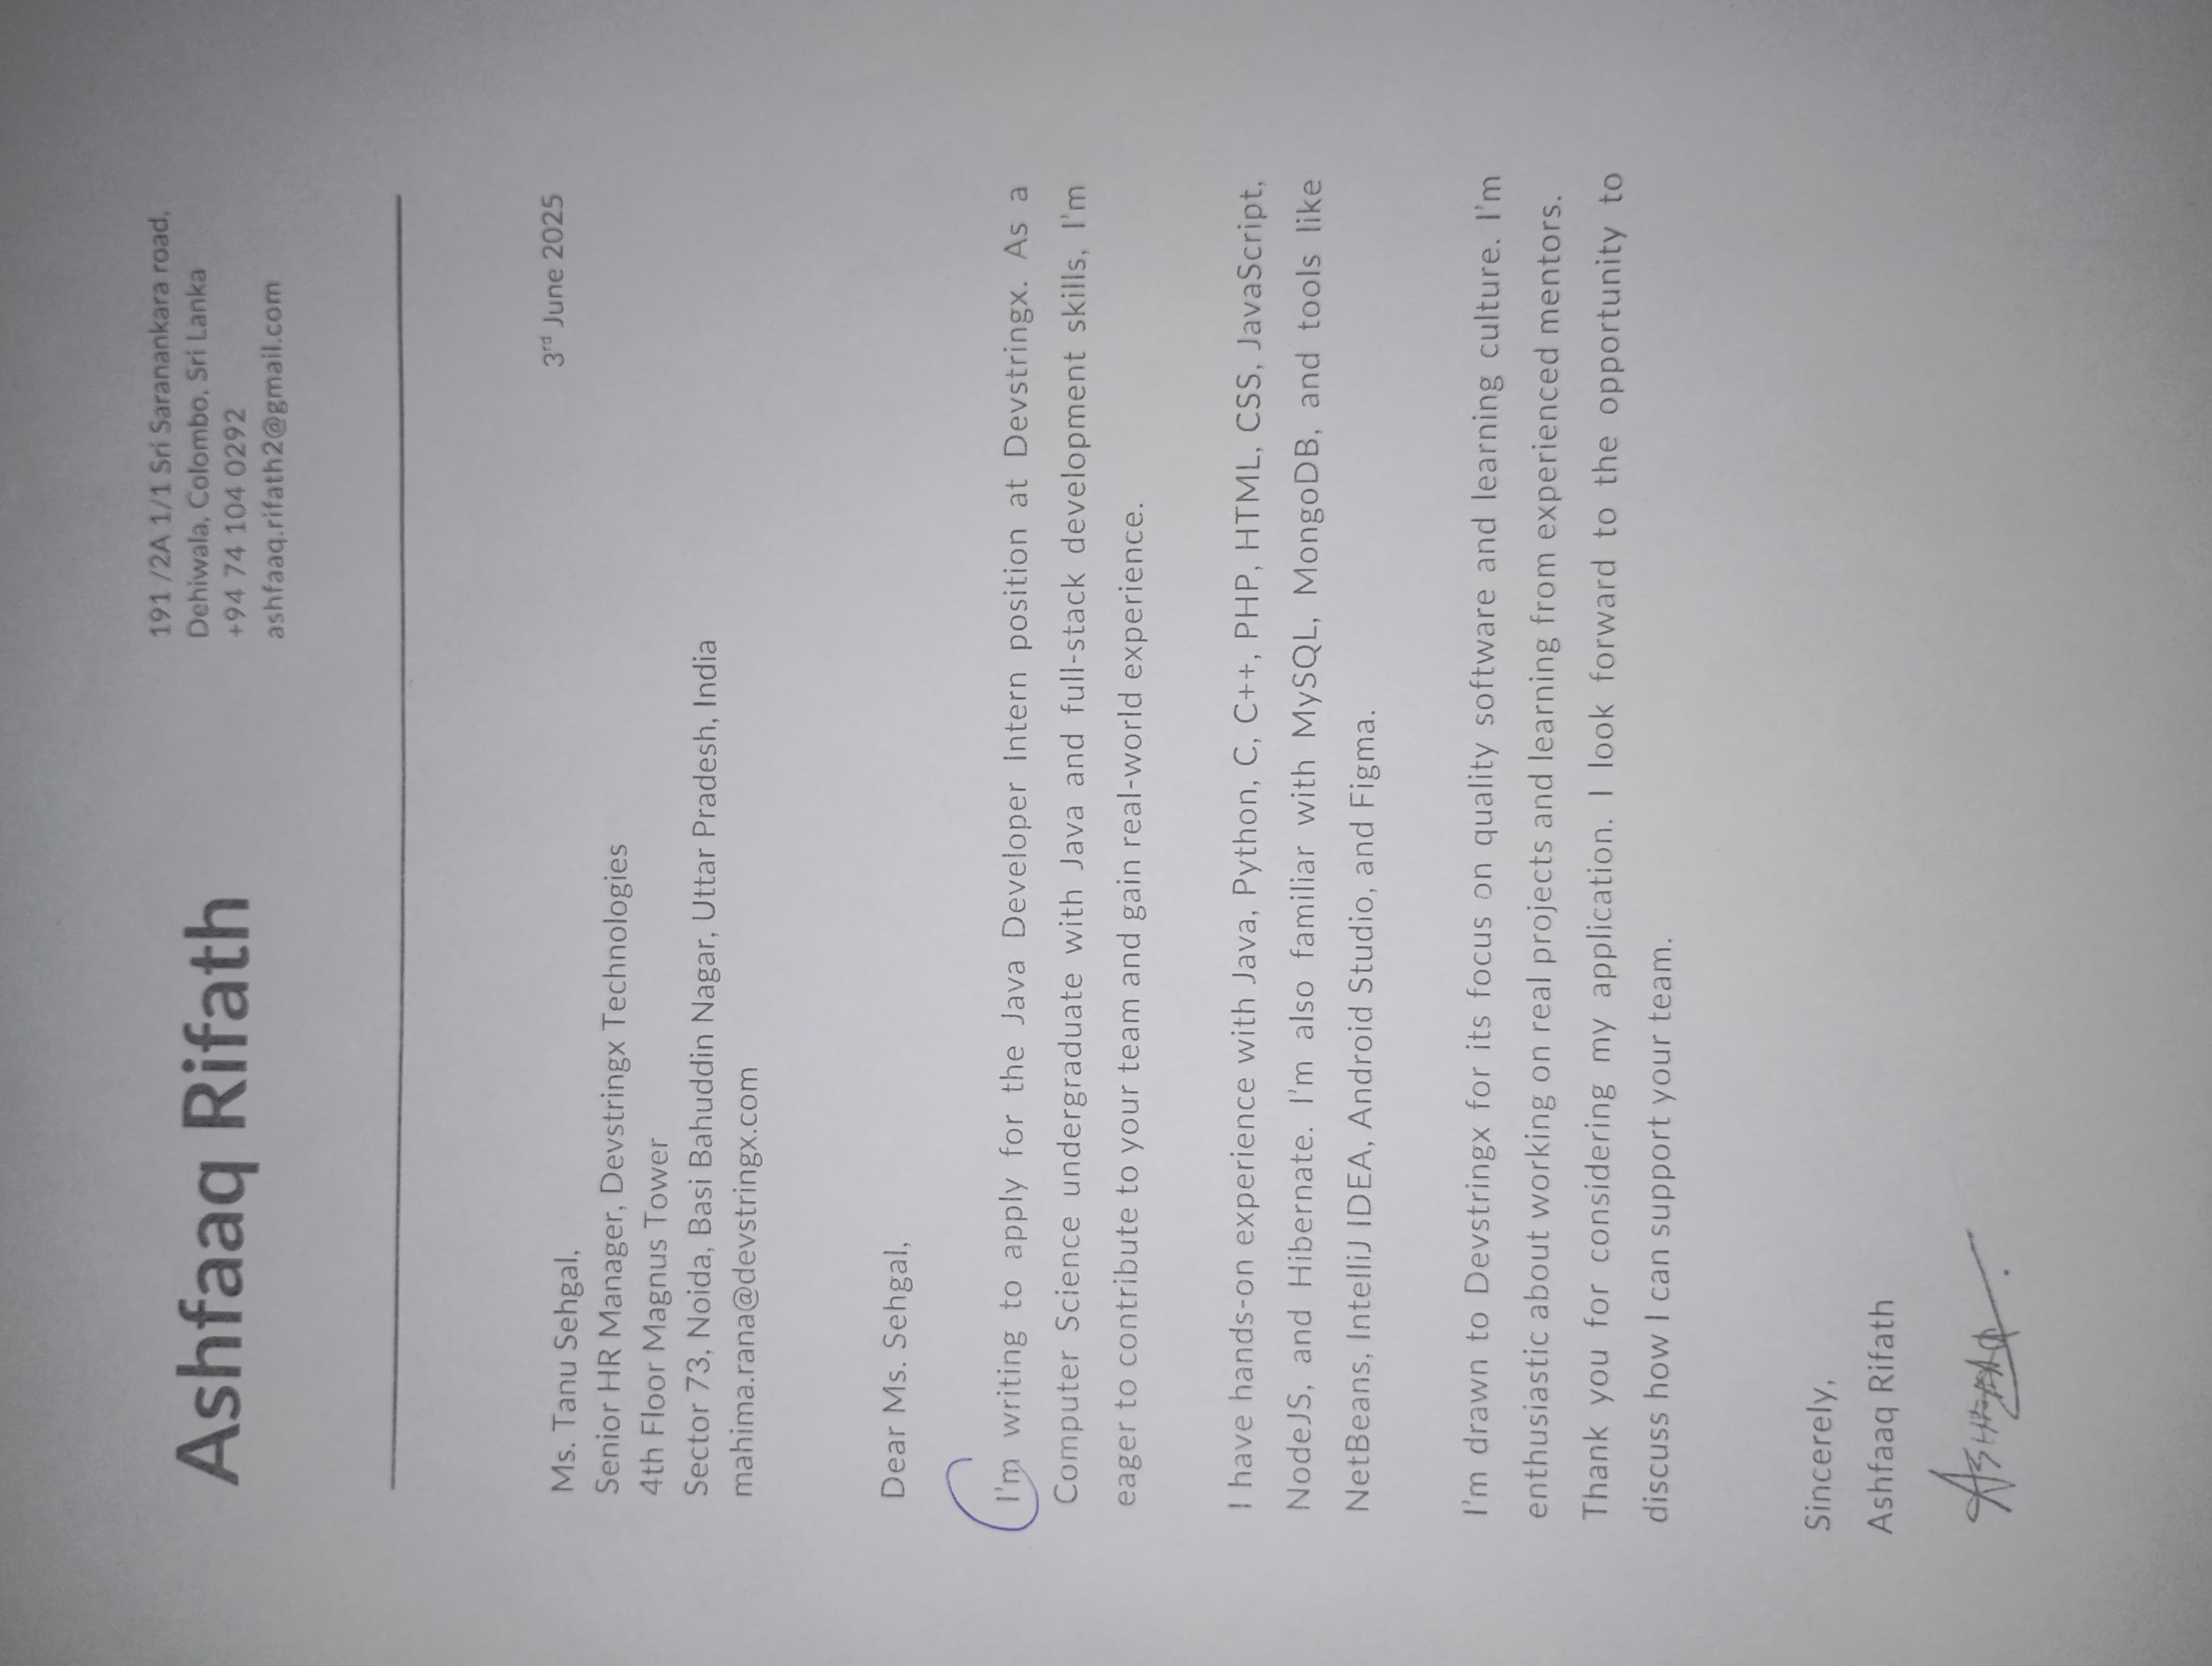 Ashfaaq Rifath
191 /2A 1/1 Sri Saranankara road,
Dehiwala, Colombo, Sri Lanka
+94 74 104 0292
ashfaaq.rifath2@gmail.com
3rd June 2025
Ms. Tanu Sehgal,
Senior HR Manager, Devstringx Technologies
4th Floor Magnus Tower
Sector 73, Noida, Basi Bahuddin Nagar, Uttar Pradesh, India
mahima.rana@devstringx.com
Dear Ms. Sehgal,
I'm writing to apply for the Java Developer Intern position at Devstringx. As a
Computer Science undergraduate with Java and full-stack development skills, I'm
eager to contribute to your team and gain real-world experience.
I have hands-on experience with Java, Python, C, C++, PHP, HTML, CSS, JavaScript,
NodeJS, and Hibernate. I'm also familiar with MySQL, MongoDB, and tools like
NetBeans, IntelliJ IDEA, Android Studio, and Figma.
I'm drawn to Devstringx for its focus on quality software and learning culture. I'm
enthusiastic about working on real projects and learning from experienced mentors.
Thank you for considering my application. I look forward to the opportunity to
discuss how I can support your team.
Sincerely,
Ashfaaq Rifath
ASHFAAQ